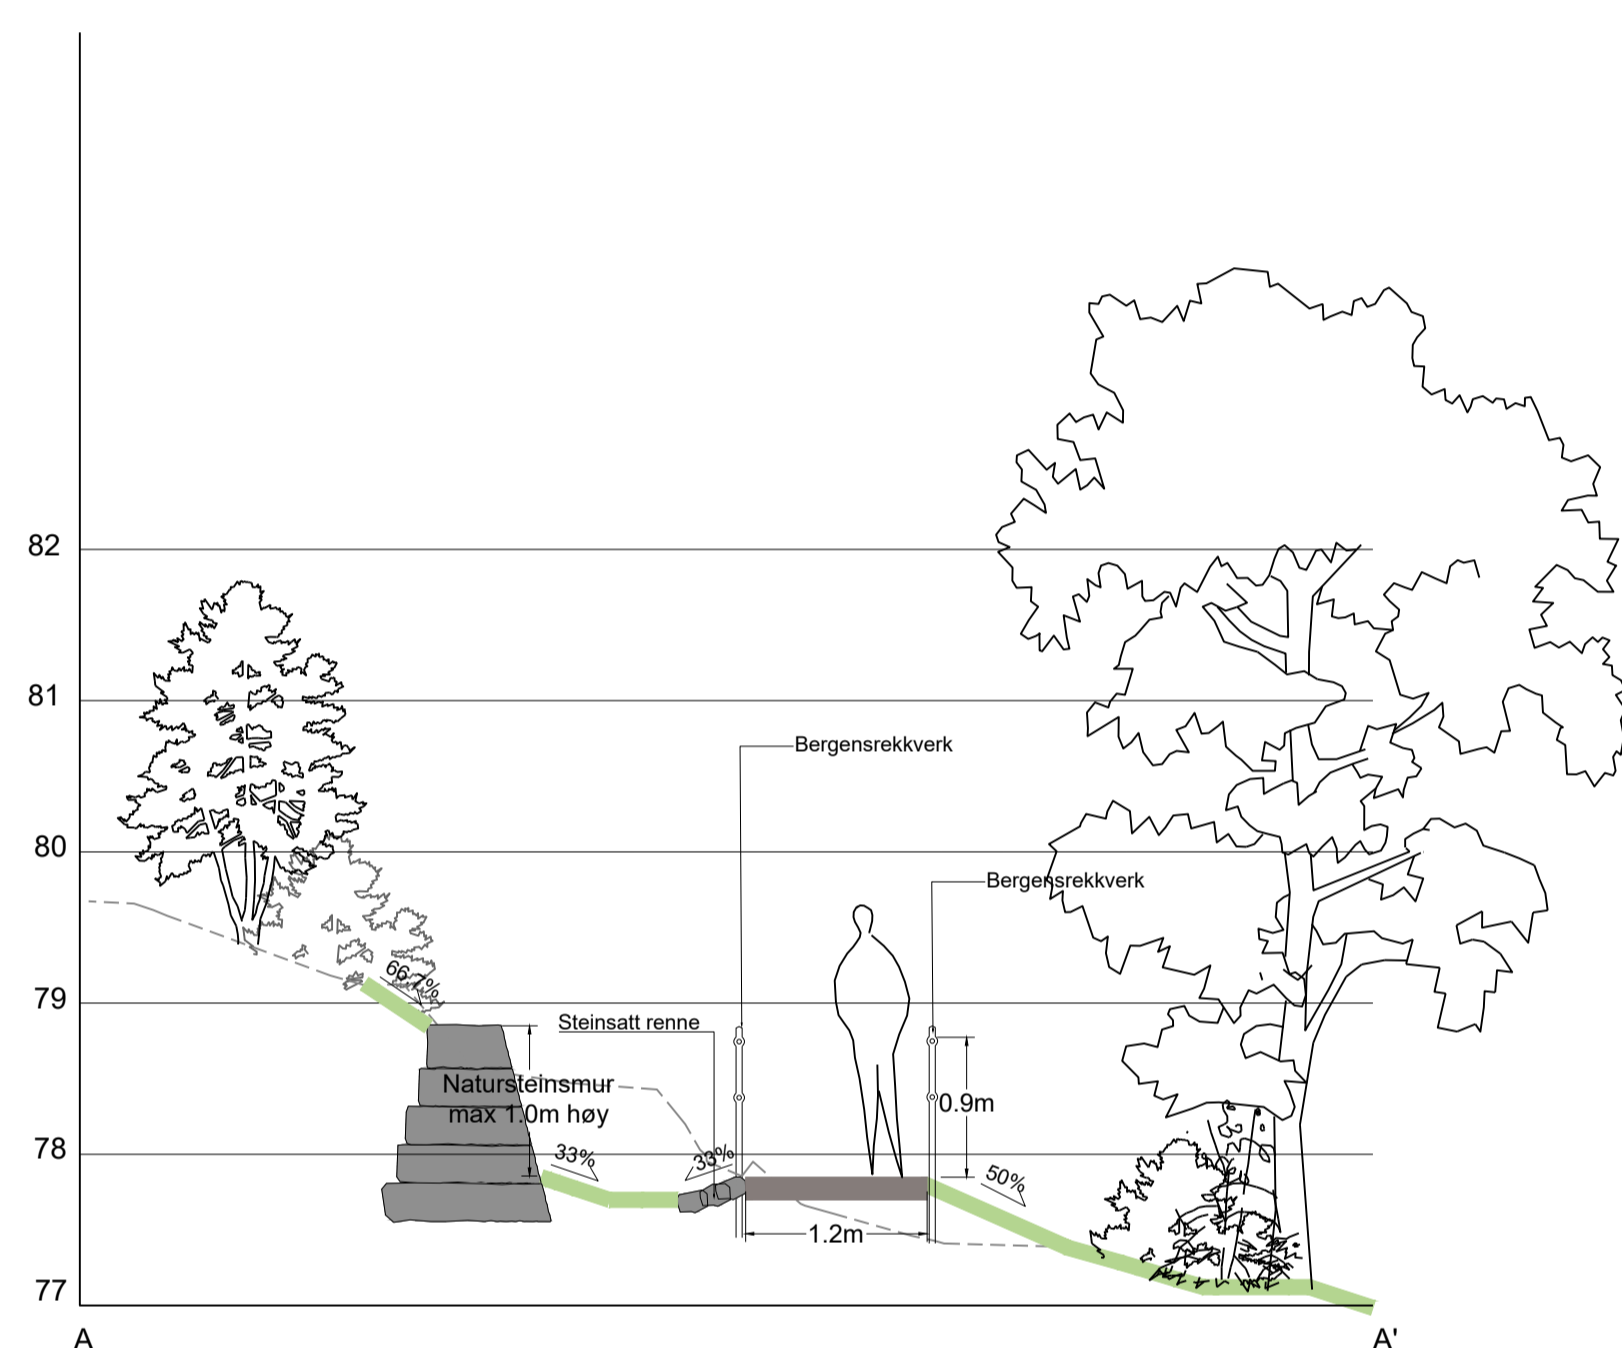 82
81
Bergensrekkverk
80
Bergensrekkverk
66.7%
79
Steinsatt renne
Natursteinsmur
max 1.0m høy
0.9m
78
33%
33%
50%
1.2m
77
A
A'